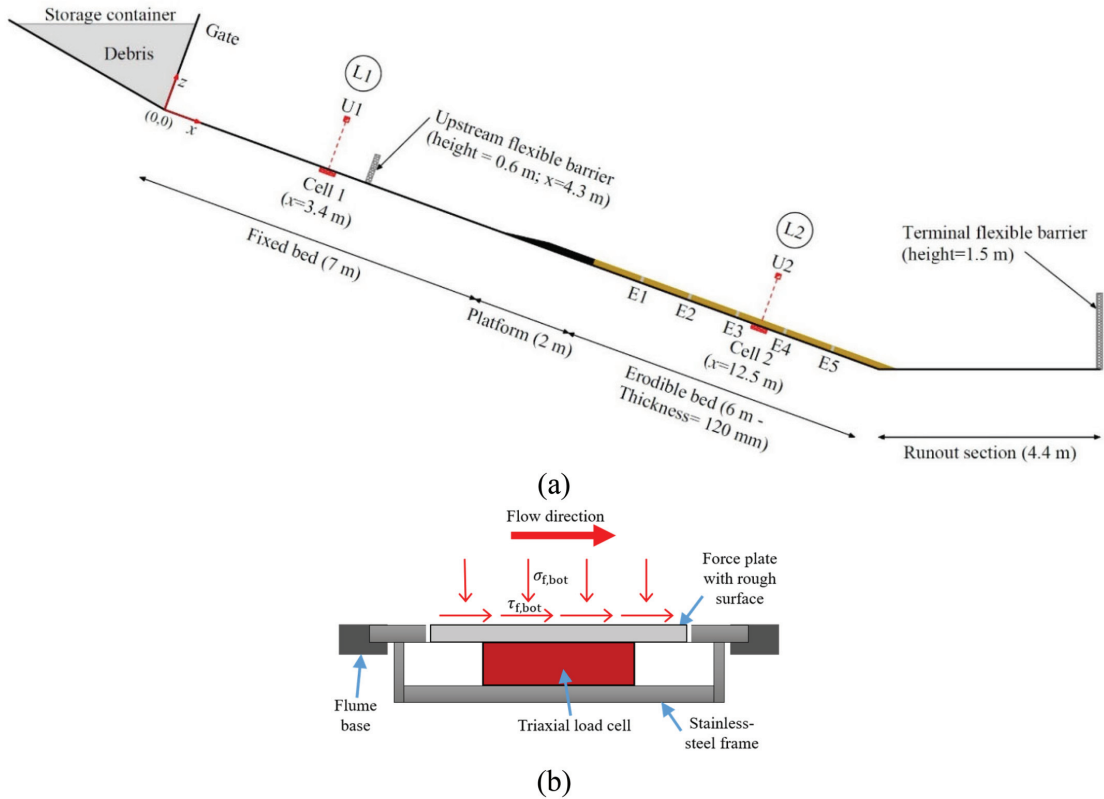 Storage container
Debris
Gate
z
(0,0)
x
L1
U1
Cell 1
(x=3.4 m)
Upstream flexible barrier
(height = 0.6 m; x=4.3 m)
Fixed bed (7 m)
Platform (2 m)
Erodible bed (6 m -
Thickness= 120 mm)
E1
E2
E3
E4
E5
L2
U2
Cell 2
(x=12.5 m)
Terminal flexible barrier
(height=1.5 m)
Runout section (4.4 m)
(a)
Flow direction
σf,bot
τf,bot
Force plate
with rough
surface
Flume
base
Triaxial load cell
Stainless-
steel frame
(b)